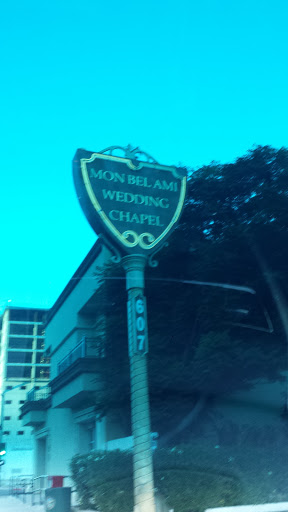 MON BEL AMI
WEDDING
CHAPEL
607